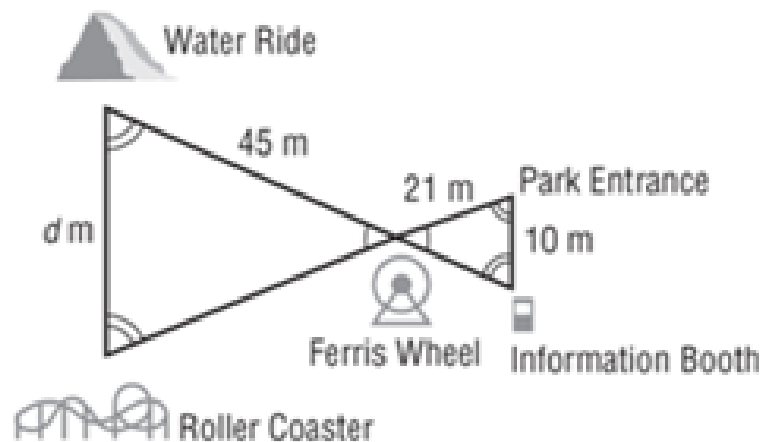 Water Ride
45 m
21 m
Park Entrance
d m
10 m
Ferris Wheel
Information Booth
Roller Coaster